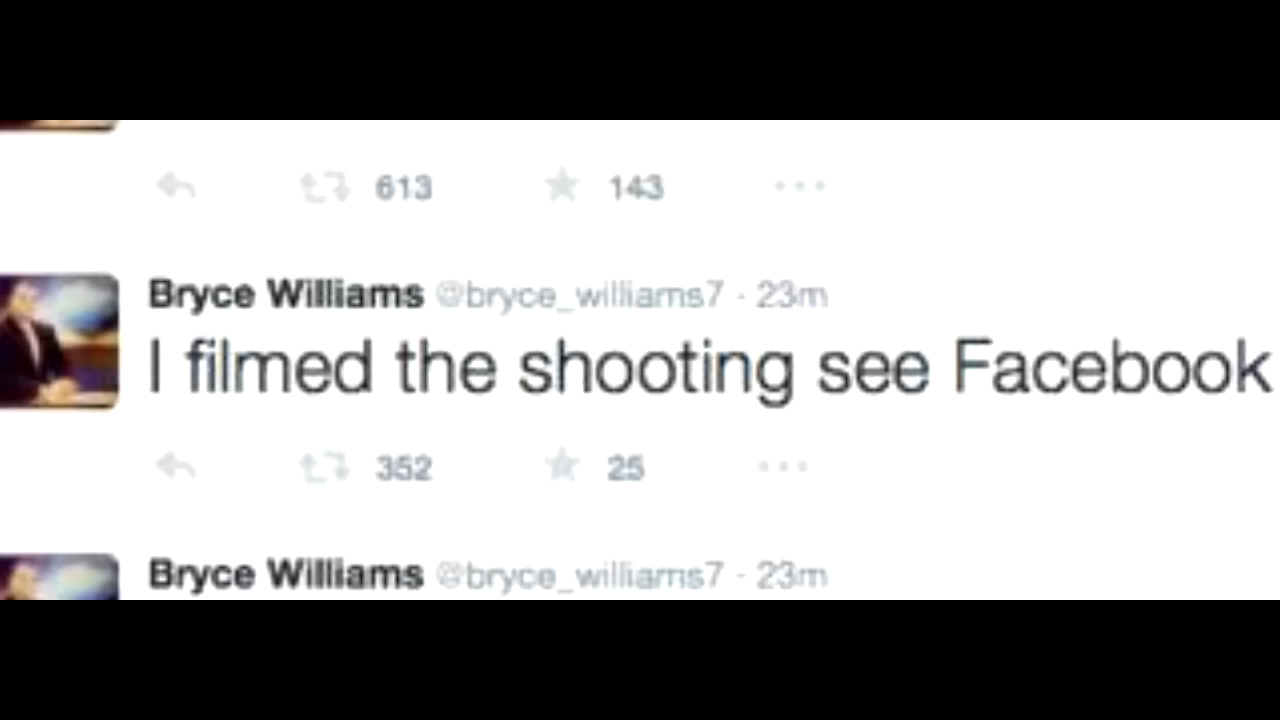 613 143
Bryce Williams @bryce_williams7 · 23m
I filmed the shooting see Facebook
352 25
Bryce Williams @bryce_williams7 · 23m